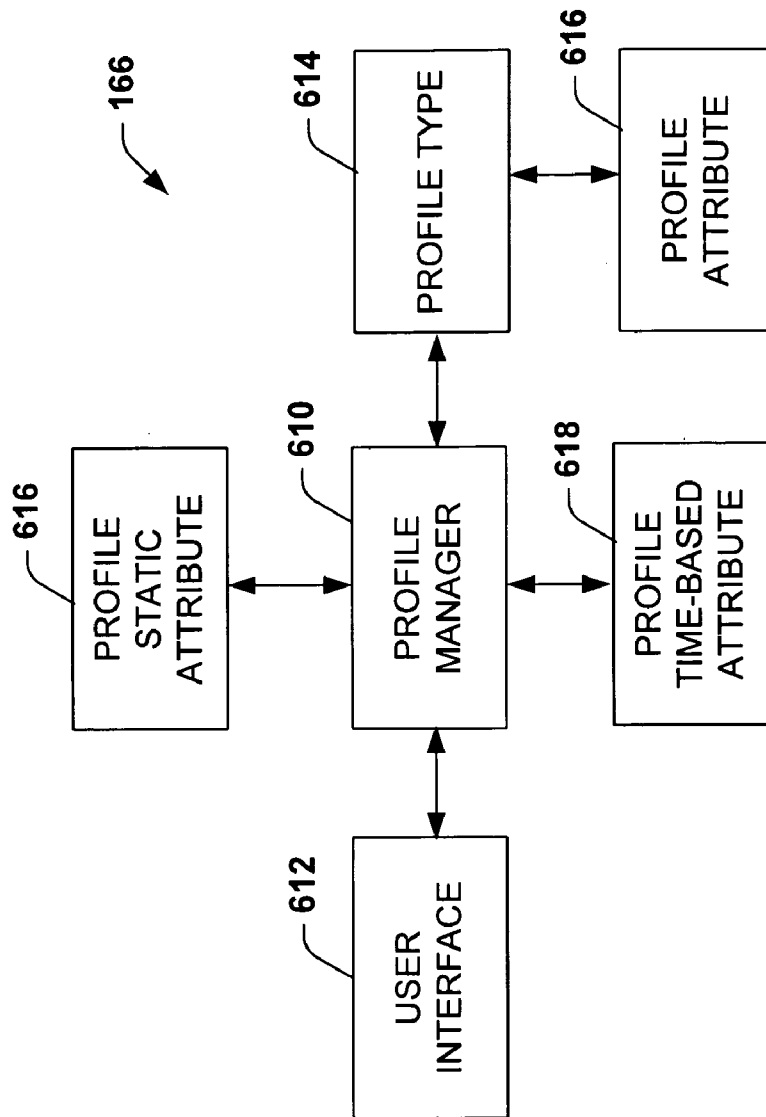 616
PROFILE
STATIC
ATTRIBUTE
166
612
USER
INTERFACE
610
PROFILE
MANAGER
614
PROFILE TYPE
618
PROFILE
TIME-BASED
ATTRIBUTE
616
PROFILE
ATTRIBUTE